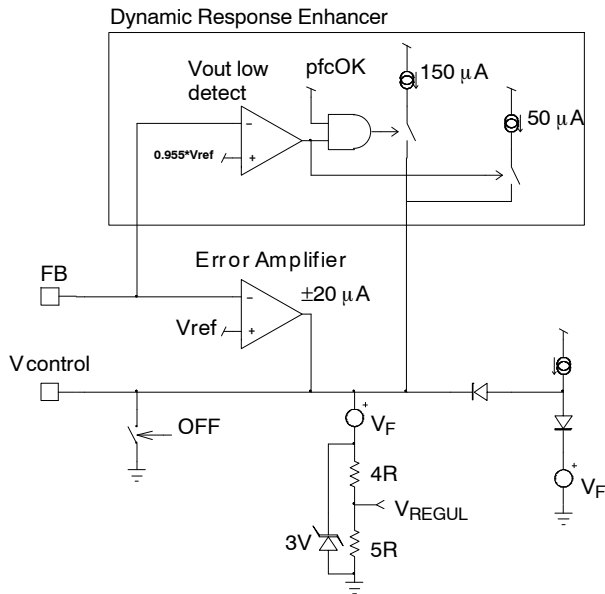 Dynamic Response Enhancer
Vout low
detect
pfcOK
150 μA
50 μA
−
0.955*Vref
+
FB
Error Amplifier
−
±20 μA
Vref
+
Vcontrol
OFF
+
VF
4R
VREGUL
3V
5R
+
VF